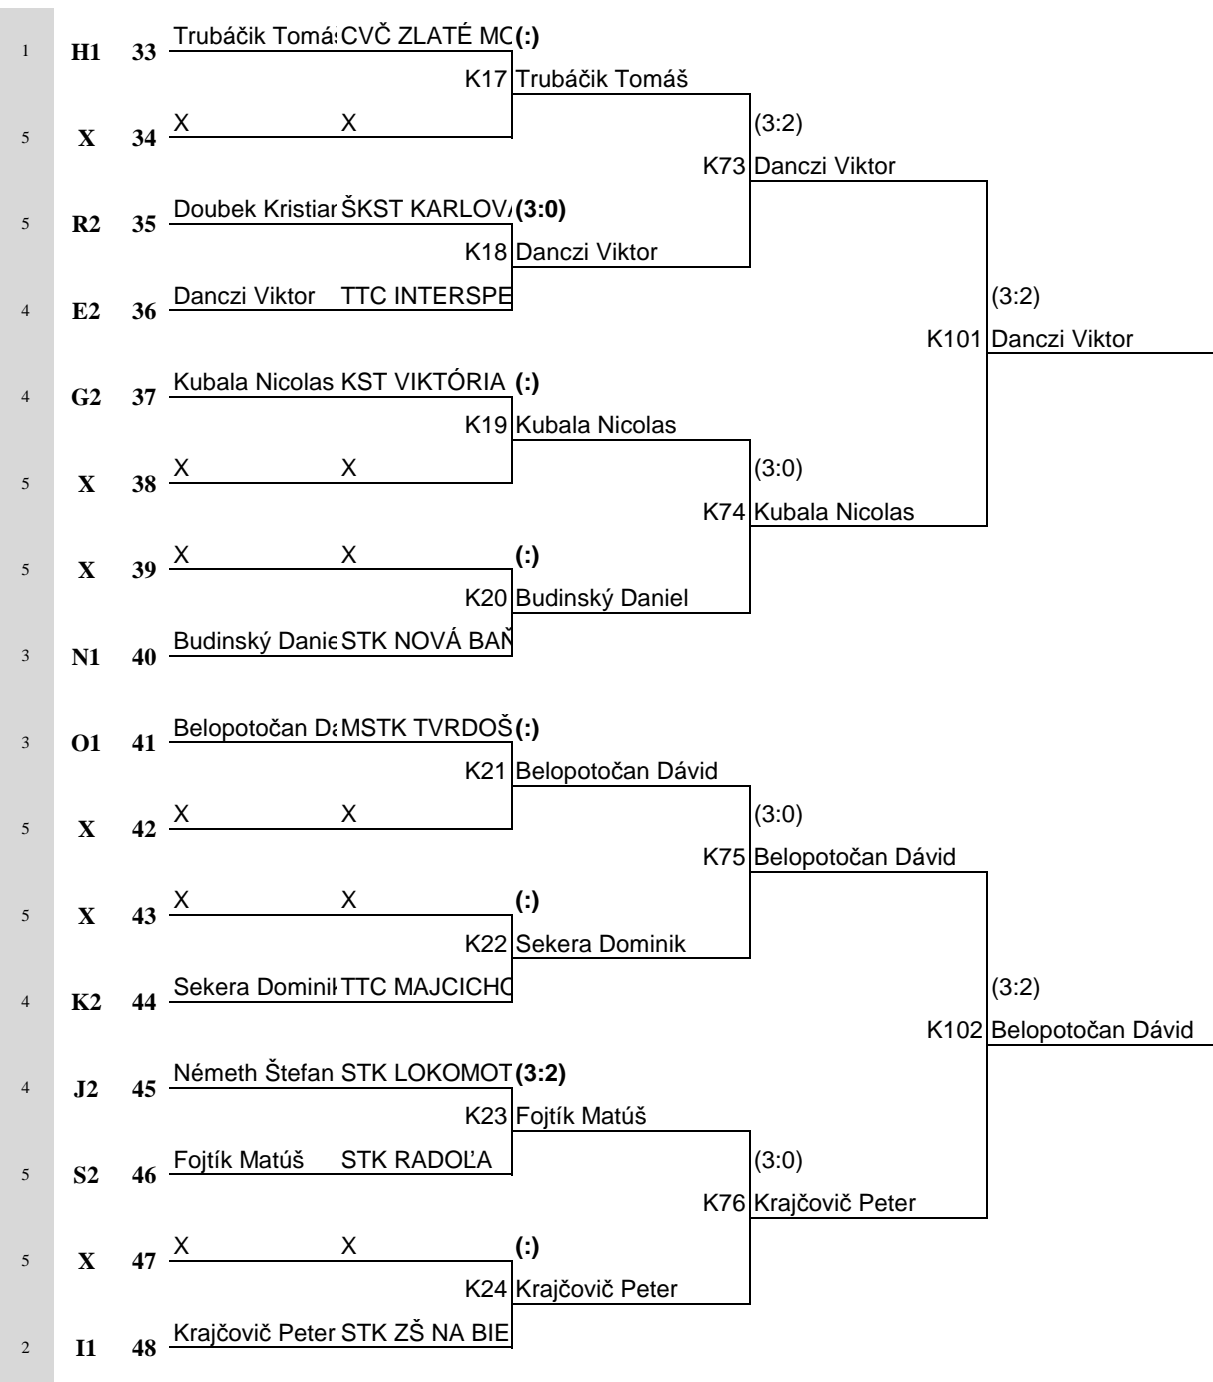 1 H1 33 Trubáčik Tomáš CVČ ZLATÉ MO (:)
K17 Trubáčik Tomáš
5 X 34 X X (3:2)
K73 Danczi Viktor
5 R2 35 Doubek Kristian ŠKST KARLOVA (3:0)
K18 Danczi Viktor
4 E2 36 Danczi Viktor TTC INTERSPE (3:2)
K101 Danczi Viktor
4 G2 37 Kubala Nicolas KST VIKTÓRIA (:)
K19 Kubala Nicolas
5 X 38 X X (3:0)
K74 Kubala Nicolas
5 X 39 X X (:)
K20 Budinský Daniel
3 N1 40 Budinský Danie STK NOVÁ BAŇ
3 O1 41 Belopotočan Dá MSTK TVRDOŠ (:)
K21 Belopotočan Dávid
5 X 42 X X (3:0)
K75 Belopotočan Dávid
5 X 43 X X (:)
K22 Sekera Dominik
4 K2 44 Sekera Dominik TTC MAJCICHO (3:2)
K102 Belopotočan Dávid
4 J2 45 Németh Štefan STK LOKOMOT (3:2)
K23 Fojtík Matúš
5 S2 46 Fojtík Matúš STK RADOĽA (3:0)
K76 Krajčovič Peter
5 X 47 X X (:)
K24 Krajčovič Peter
2 I1 48 Krajčovič Peter STK ZŠ NA BIE